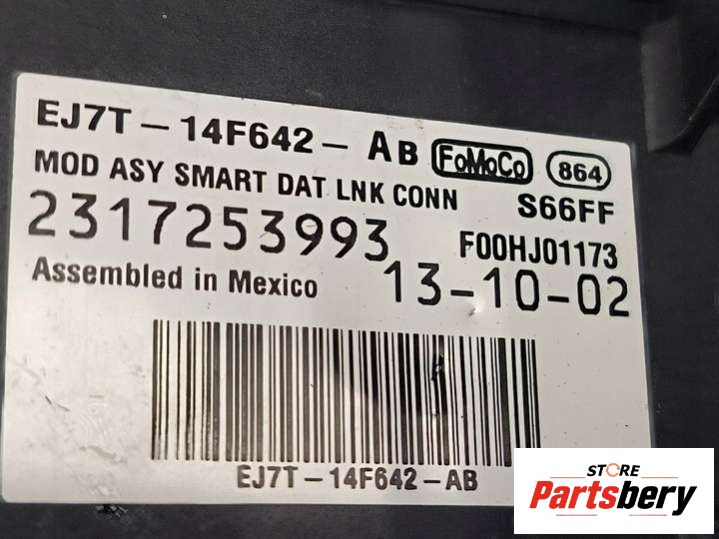 EJ7T-14F642-AB FoMoCo 864
MOD ASY SMART DAT LNK CONN S66FF
2317253993 F00HJ01173
Assembled in Mexico 13-10-02
EJ7T-14F642-AB
STORE
Partsbery